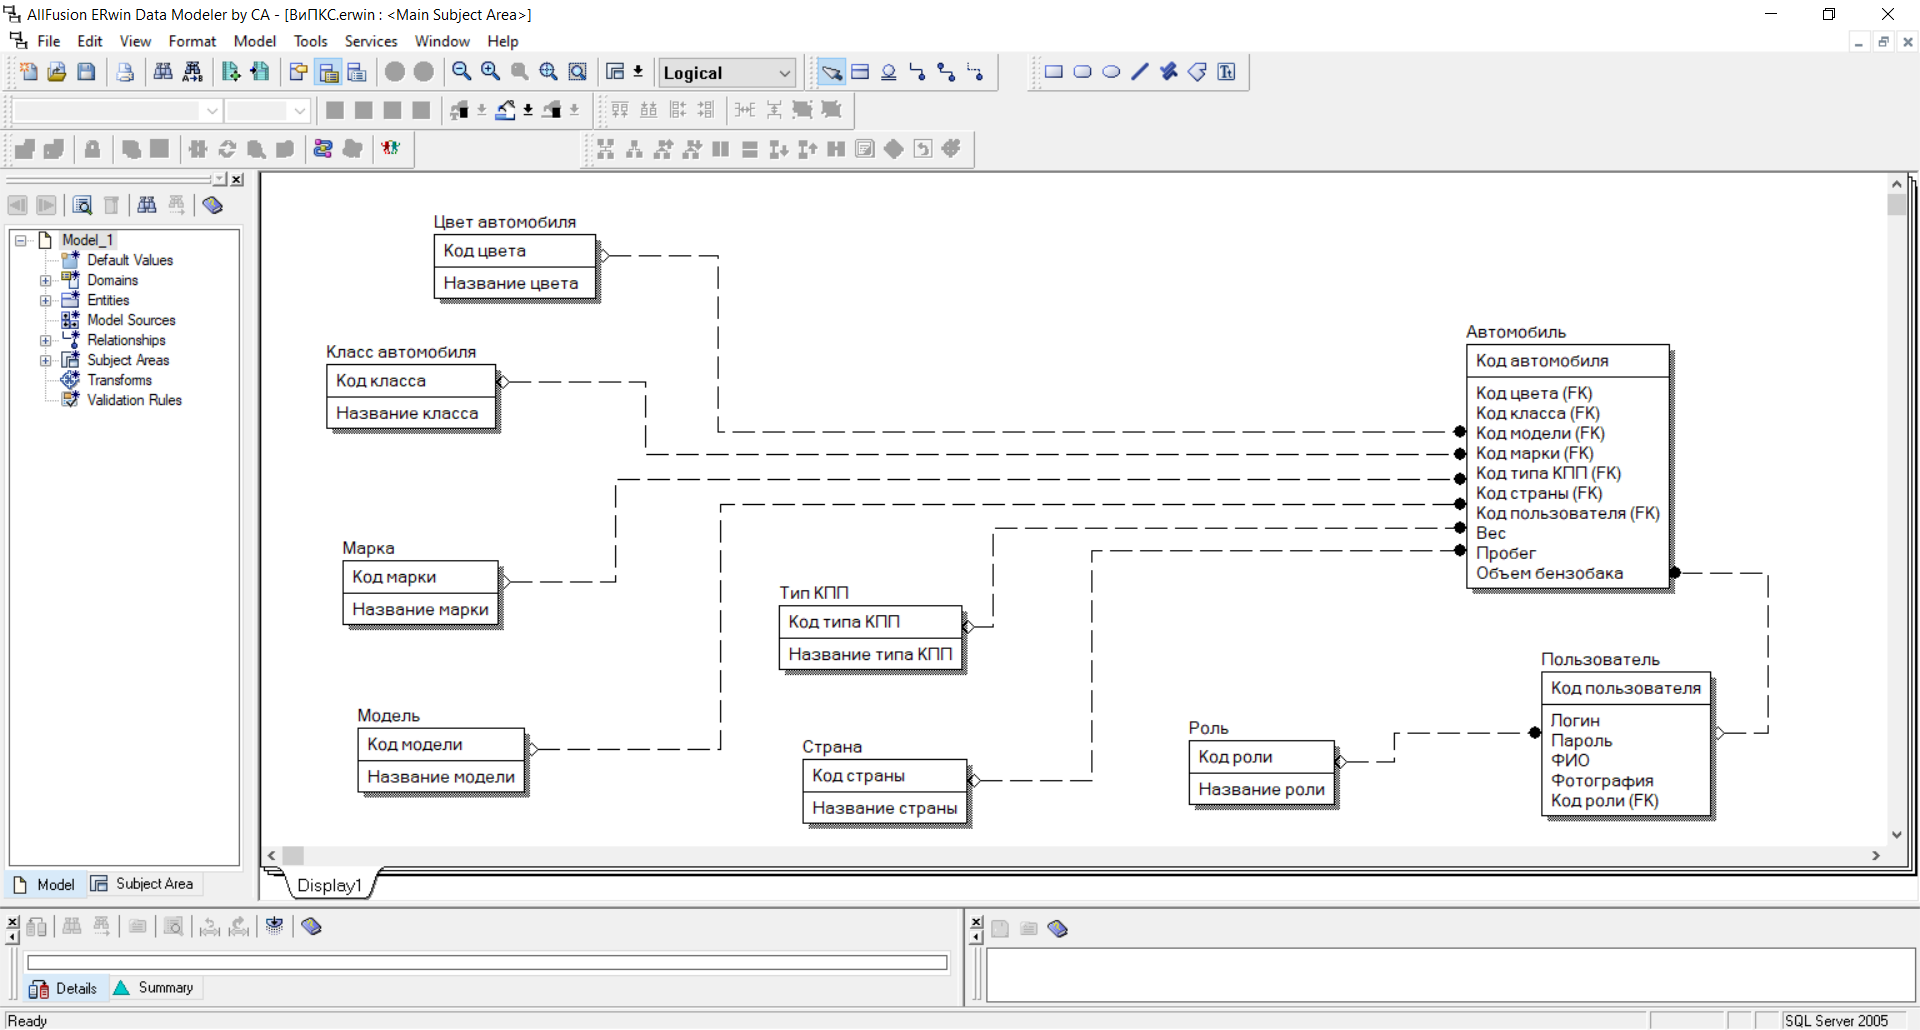 AllFusion ERwin Data Modeler by CA - [ВиПКС.erwin : <Main Subject Area>]
File Edit View Format Model Tools Services Window Help
Logical
Model_1
Default Values
Domains
Entities
Model Sources
Relationships
Subject Areas
Transforms
Validation Rules
Model
Subject Area
Цвет автомобиля
Код цвета
Название цвета
Класс автомобиля
Код класса
Название класса
Марка
Код марки
Название марки
Модель
Код модели
Название модели
Тип КПП
Код типа КПП
Название типа КПП
Страна
Код страны
Название страны
Роль
Код роли
Название роли
Автомобиль
Код автомобиля
Код цвета (FK)
Код класса (FK)
Код модели (FK)
Код марки (FK)
Код типа КПП (FK)
Код страны (FK)
Код пользователя (FK)
Вес
Пробег
Объем бензобака
Пользователь
Код пользователя
Логин
Пароль
ФИО
Фотография
Код роли (FK)
Display1
Details
Summary
Ready
SQL Server 2005